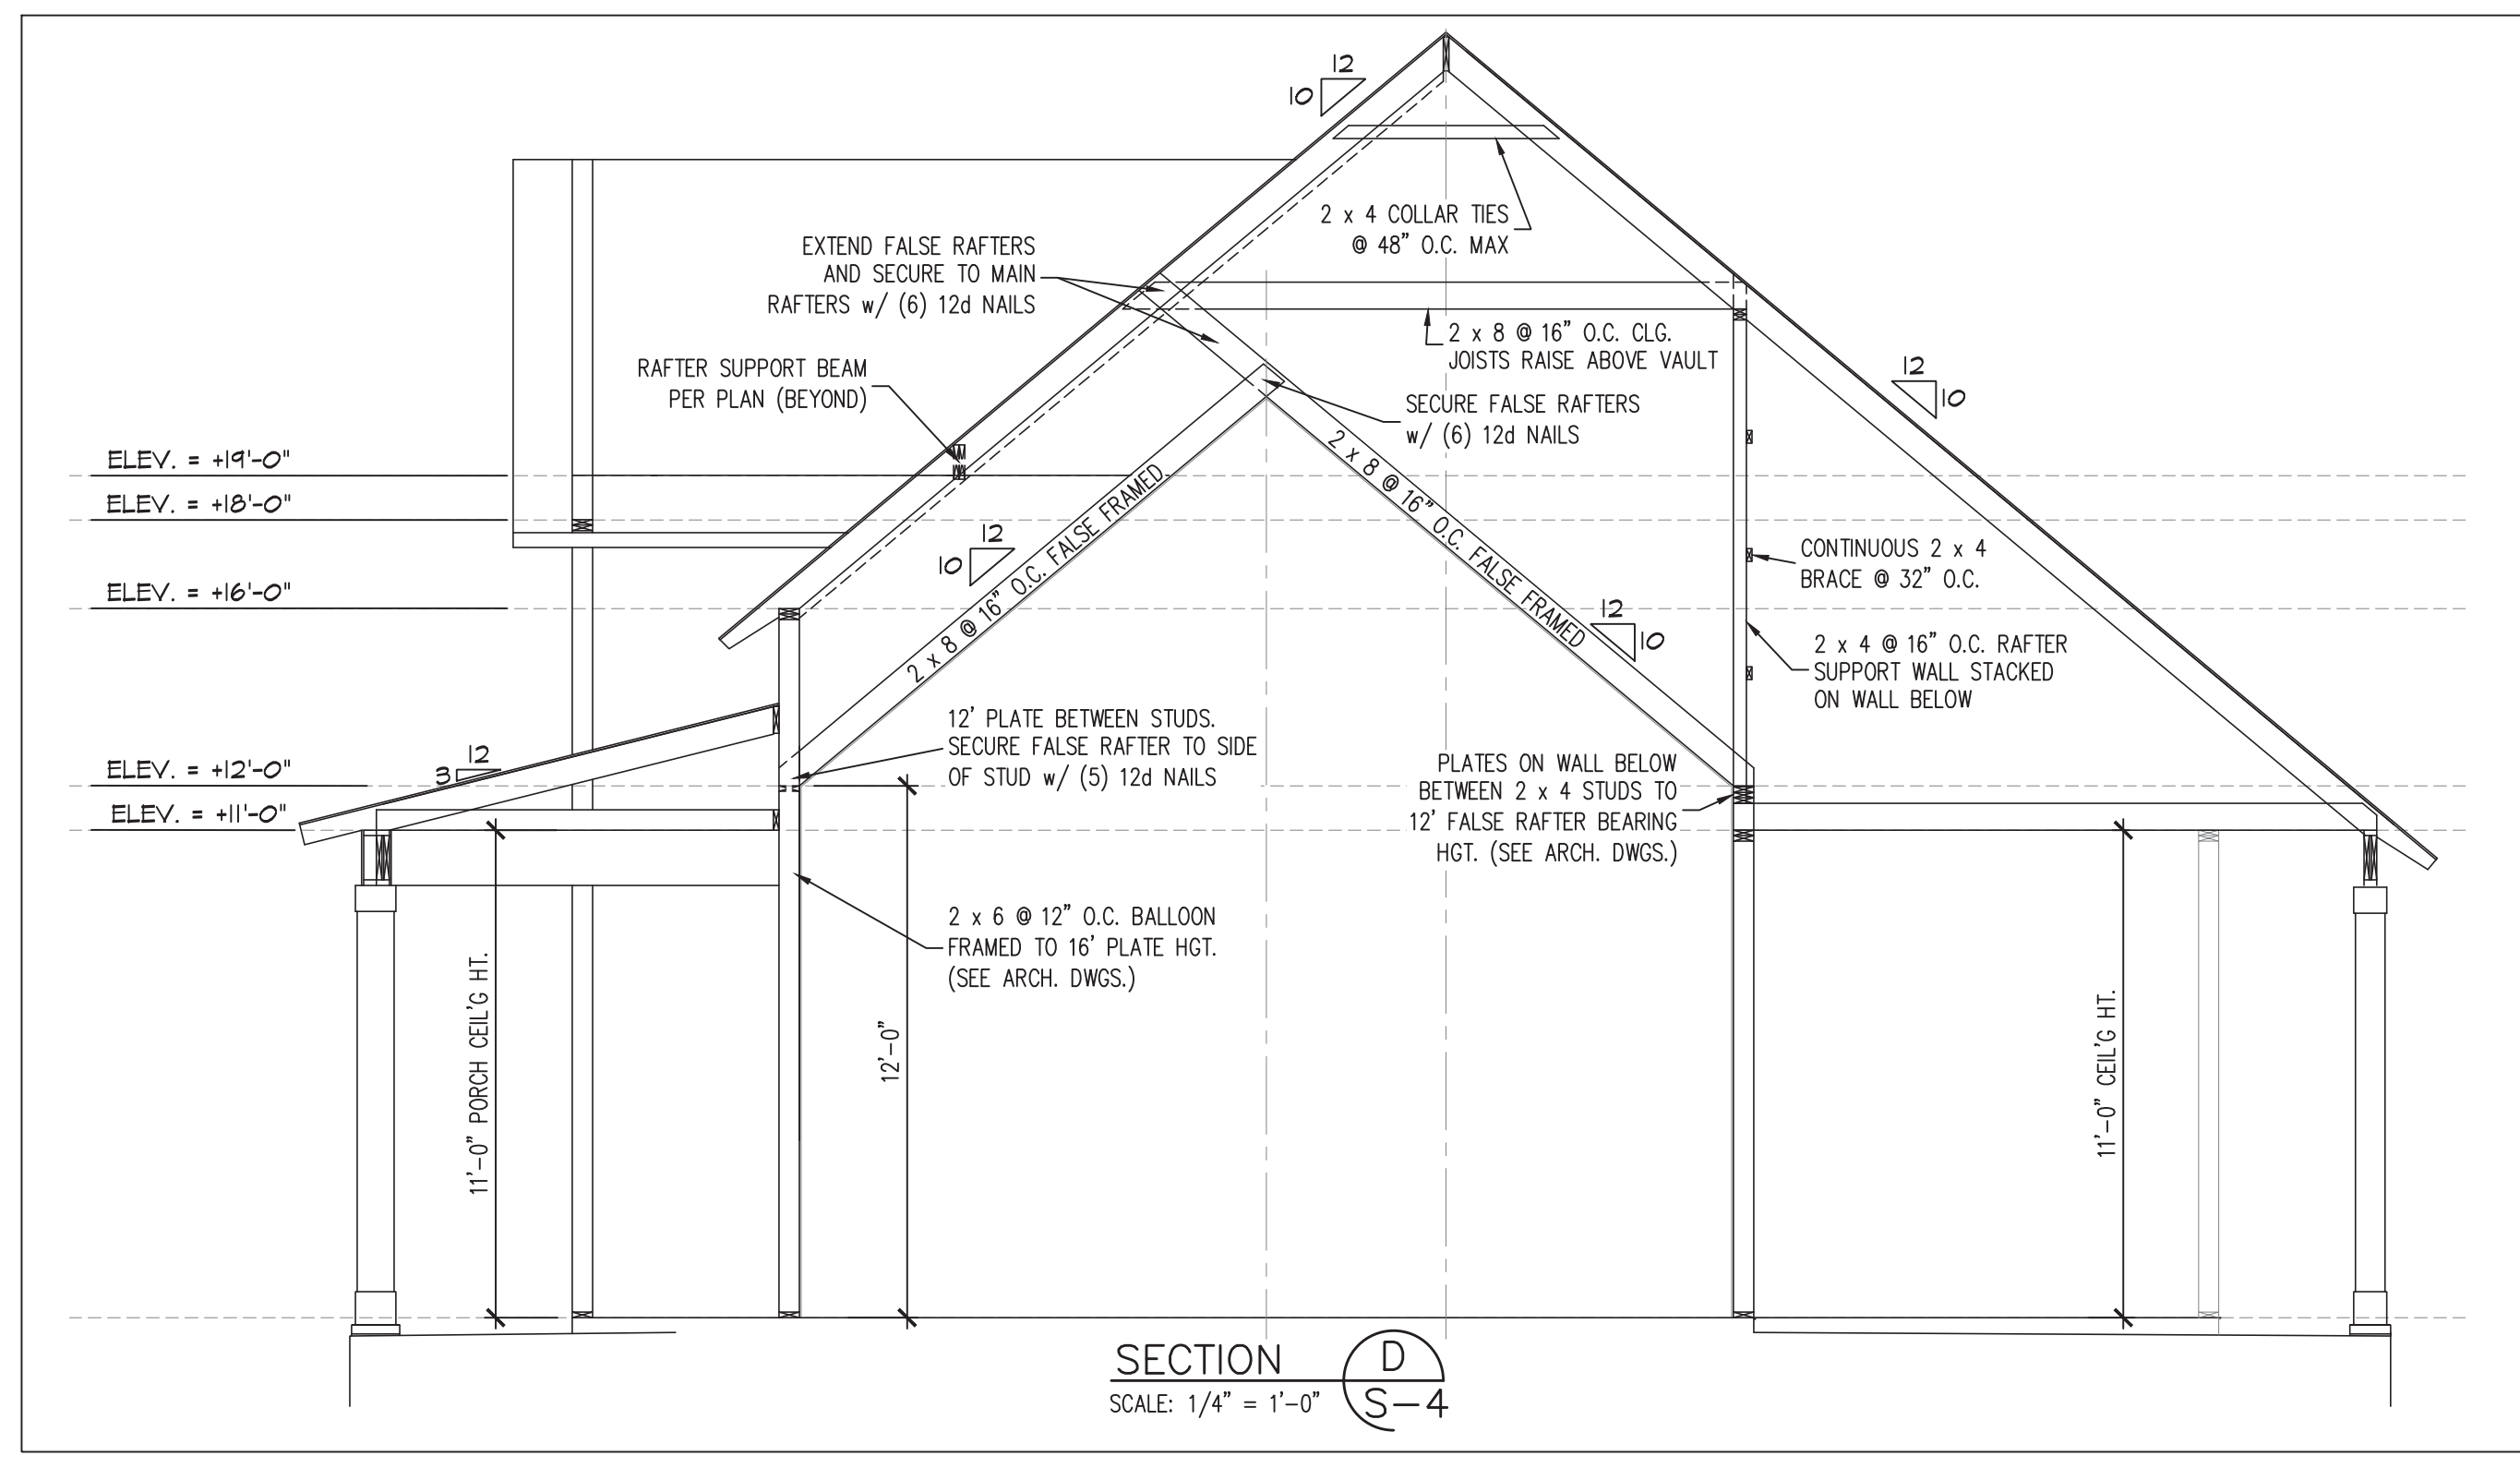 12
10
2 x 4 COLLAR TIES
@ 48" O.C. MAX
EXTEND FALSE RAFTERS
AND SECURE TO MAIN
RAFTERS w/ (6) 12d NAILS
2 x 8 @ 16" O.C. CLG.
JOISTS RAISE ABOVE VAULT
RAFTER SUPPORT BEAM
PER PLAN (BEYOND)
SECURE FALSE RAFTERS
w/ (6) 12d NAILS
12
10
ELEV. = +19'-0"
ELEV. = +18'-0"
ELEV. = +16'-0"
ELEV. = +12'-0"
ELEV. = +11'-0"
12
10
2 x 8 @ 16" O.C. FALSE FRAMED
2 x 8 @ 16" O.C. FALSE FRAMED
12
10
CONTINUOUS 2 x 4
BRACE @ 32" O.C.
2 x 4 @ 16" O.C. RAFTER
SUPPORT WALL STACKED
ON WALL BELOW
12
3
12' PLATE BETWEEN STUDS.
SECURE FALSE RAFTER TO SIDE
OF STUD w/ (5) 12d NAILS
PLATES ON WALL BELOW
BETWEEN 2 x 4 STUDS TO
12' FALSE RAFTER BEARING
HGT. (SEE ARCH. DWGS.)
2 x 6 @ 12" O.C. BALLOON
FRAMED TO 16' PLATE HGT.
(SEE ARCH. DWGS.)
11'-0" PORCH CEIL'G HT.
12'-0"
11'-0" CEIL'G HT.
SECTION
D
S-4
SCALE: 1/4" = 1'-0"